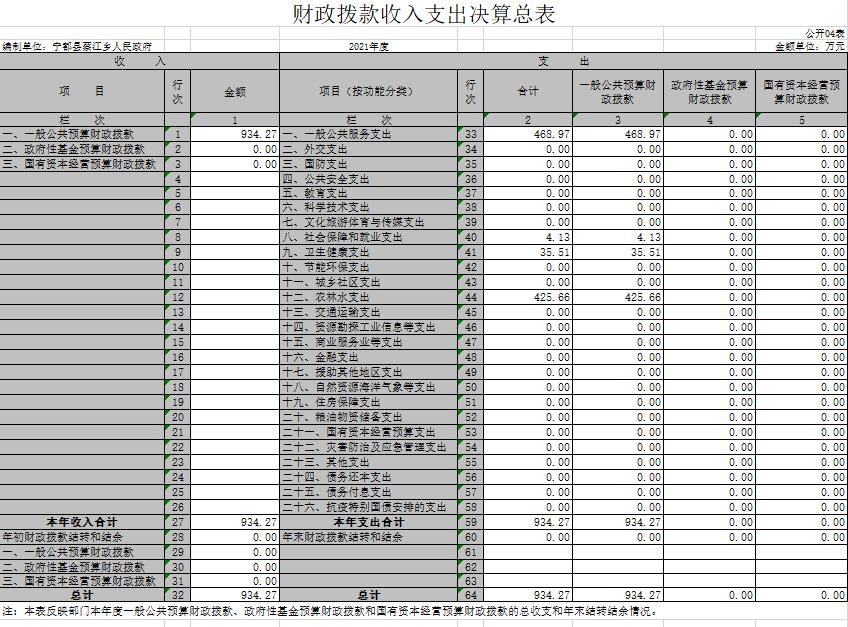 财政拨款收入支出决算总表
公开04表
编制单位：宁都县蔡江乡人民政府 2021年度 金额单位：万元
收 入 支 出
项 目 行次 金额 项目（按功能分类） 行次 合计 一般公共预算财政拨款 政府性基金预算财政拨款 国有资本经营预算财政拨款
栏 次 1 栏 次 2 3 4 5
一、一般公共预算财政拨款 1 934.27 一、一般公共服务支出 33 468.97 468.97 0.00 0.00
二、政府性基金预算财政拨款 2 0.00 二、外交支出 34 0.00 0.00 0.00 0.00
三、国有资本经营预算财政拨款 3 0.00 三、国防支出 35 0.00 0.00 0.00 0.00
4 四、公共安全支出 36 0.00 0.00 0.00 0.00
5 五、教育支出 37 0.00 0.00 0.00 0.00
6 六、科学技术支出 38 0.00 0.00 0.00 0.00
7 七、文化旅游体育与传媒支出 39 0.00 0.00 0.00 0.00
8 八、社会保障和就业支出 40 4.13 4.13 0.00 0.00
9 九、卫生健康支出 41 35.51 35.51 0.00 0.00
10 十、节能环保支出 42 0.00 0.00 0.00 0.00
11 十一、城乡社区支出 43 0.00 0.00 0.00 0.00
12 十二、农林水支出 44 425.66 425.66 0.00 0.00
13 十三、交通运输支出 45 0.00 0.00 0.00 0.00
14 十四、资源勘探工业信息等支出 46 0.00 0.00 0.00 0.00
15 十五、商业服务业等支出 47 0.00 0.00 0.00 0.00
16 十六、金融支出 48 0.00 0.00 0.00 0.00
17 十七、援助其他地区支出 49 0.00 0.00 0.00 0.00
18 十八、自然资源海洋气象等支出 50 0.00 0.00 0.00 0.00
19 十九、住房保障支出 51 0.00 0.00 0.00 0.00
20 二十、粮油物资储备支出 52 0.00 0.00 0.00 0.00
21 二十一、国有资本经营预算支出 53 0.00 0.00 0.00 0.00
22 二十二、灾害防治及应急管理支出 54 0.00 0.00 0.00 0.00
23 二十三、其他支出 55 0.00 0.00 0.00 0.00
24 二十四、债务还本支出 56 0.00 0.00 0.00 0.00
25 二十五、债务付息支出 57 0.00 0.00 0.00 0.00
26 二十六、抗疫特别国债安排的支出 58 0.00 0.00 0.00 0.00
本年收入合计 27 934.27 本年支出合计 59 934.27 934.27 0.00 0.00
年初财政拨款结转和结余 28 0.00 年末财政拨款结转和结余 60 0.00 0.00 0.00 0.00
一、一般公共预算财政拨款 29 0.00 61
二、政府性基金预算财政拨款 30 0.00 62
三、国有资本经营预算财政拨款 31 0.00 63
总计 32 934.27 总计 64 934.27 934.27 0.00 0.00
注：本表反映部门本年度一般公共预算财政拨款、政府性基金预算财政拨款和国有资本经营预算财政拨款的总收支和年末结转结余情况。